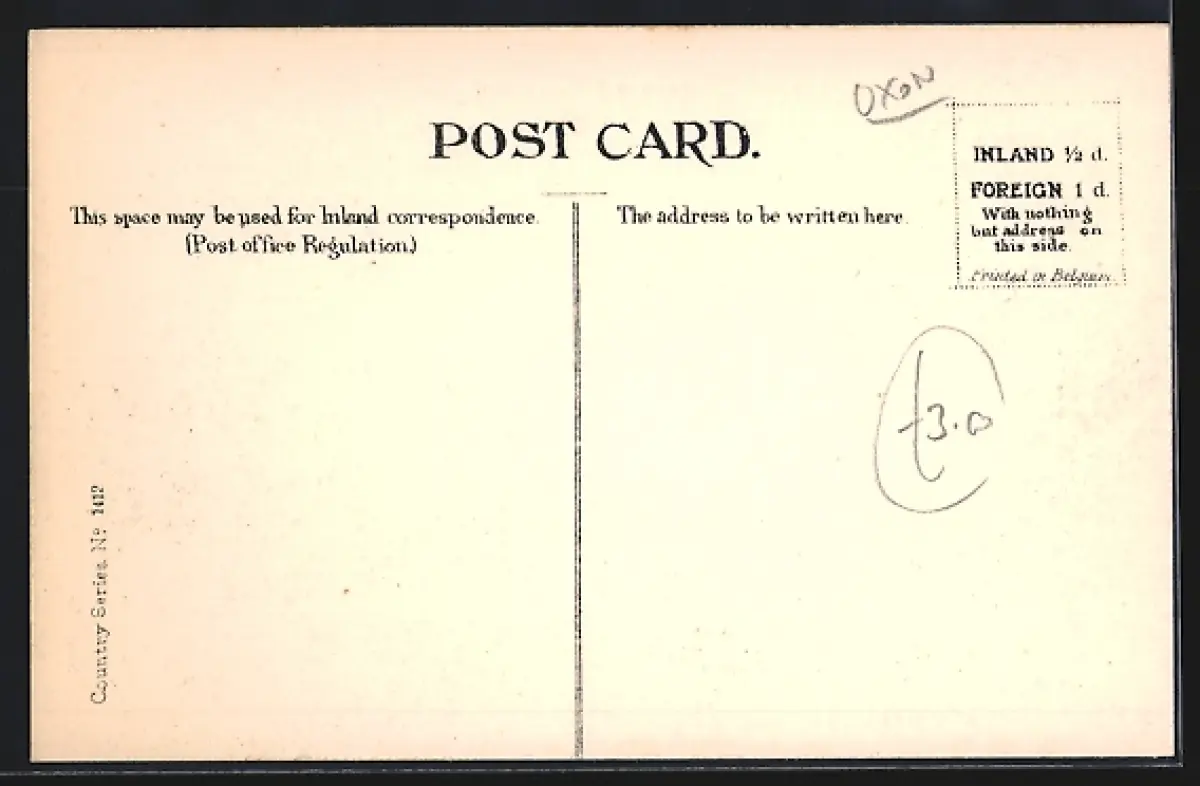 OXON
POST CARD.
INLAND ½ d.
FOREIGN 1 d.
With nothing
but address on
this side.
Printed in Belgium.
This space may be used for Inland correspondence.
(Post office Regulation.)
The address to be written here.
£3.0
Country Series Nº 1412